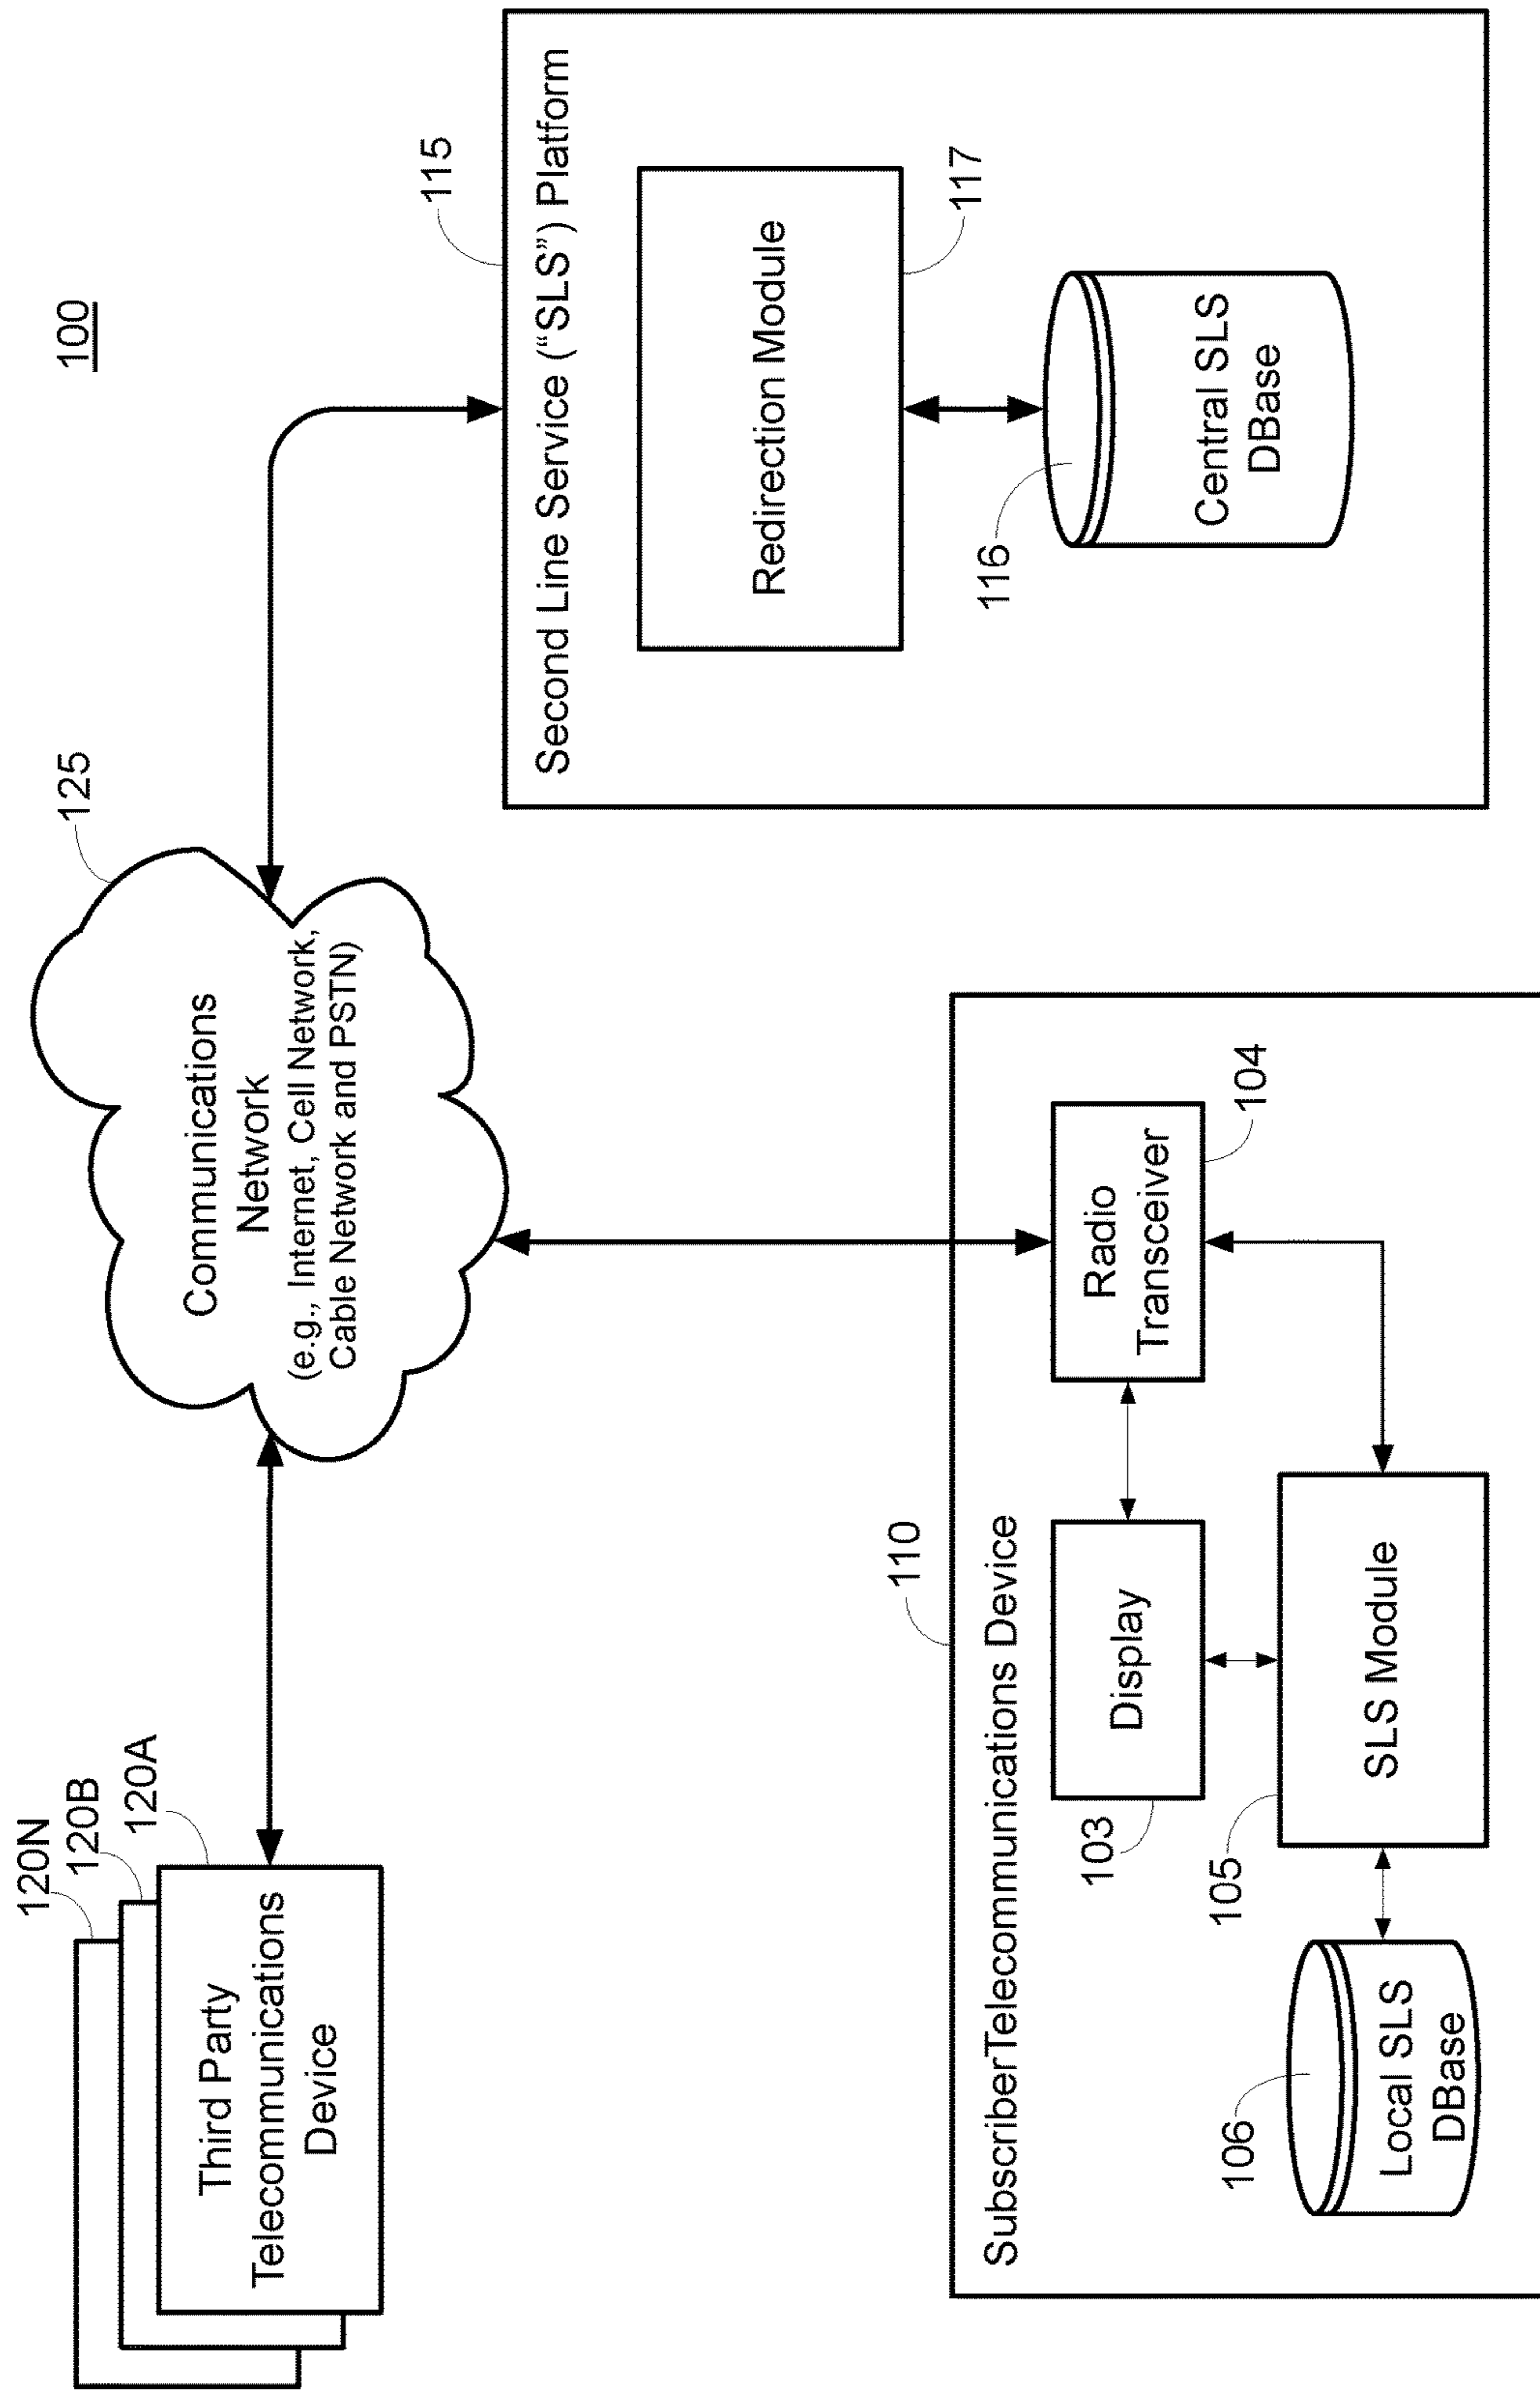 100
120N
120B
120A
Third Party
Telecommunications
Device
125
Communications
Network
(e.g., Internet, Cell Network,
Cable Network and PSTN)
115
Second Line Service (“SLS”) Platform
Redirection Module
117
116
Central SLS
DBase
110
SubscriberTelecommunications Device
103
Display
Radio
Transceiver
104
105
SLS Module
106
Local SLS
DBase